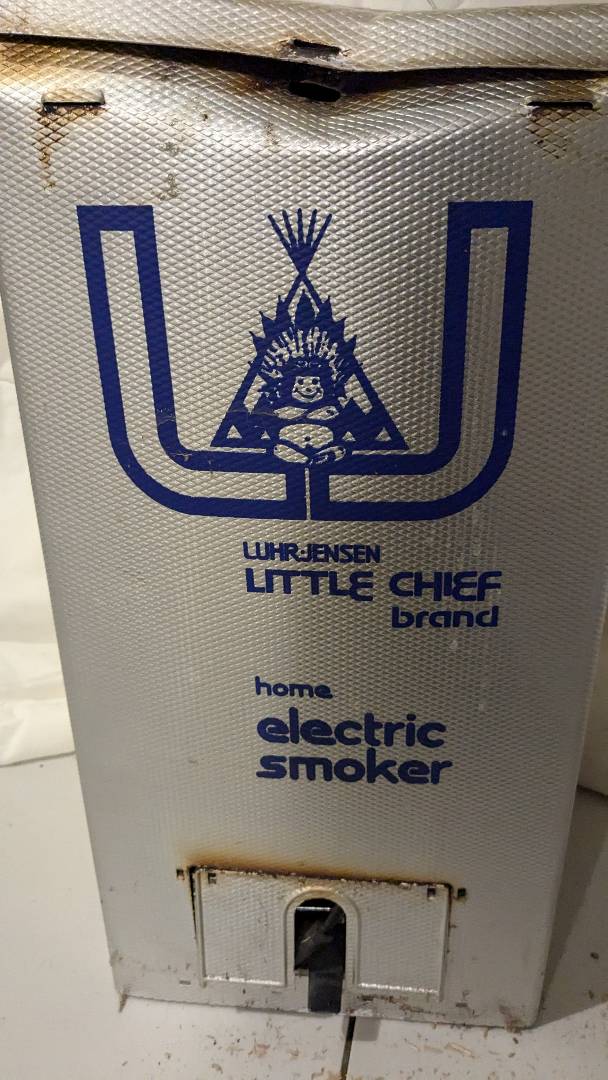 LUHR-JENSEN
LITTLE CHIEF
brand
home
electric
smoker